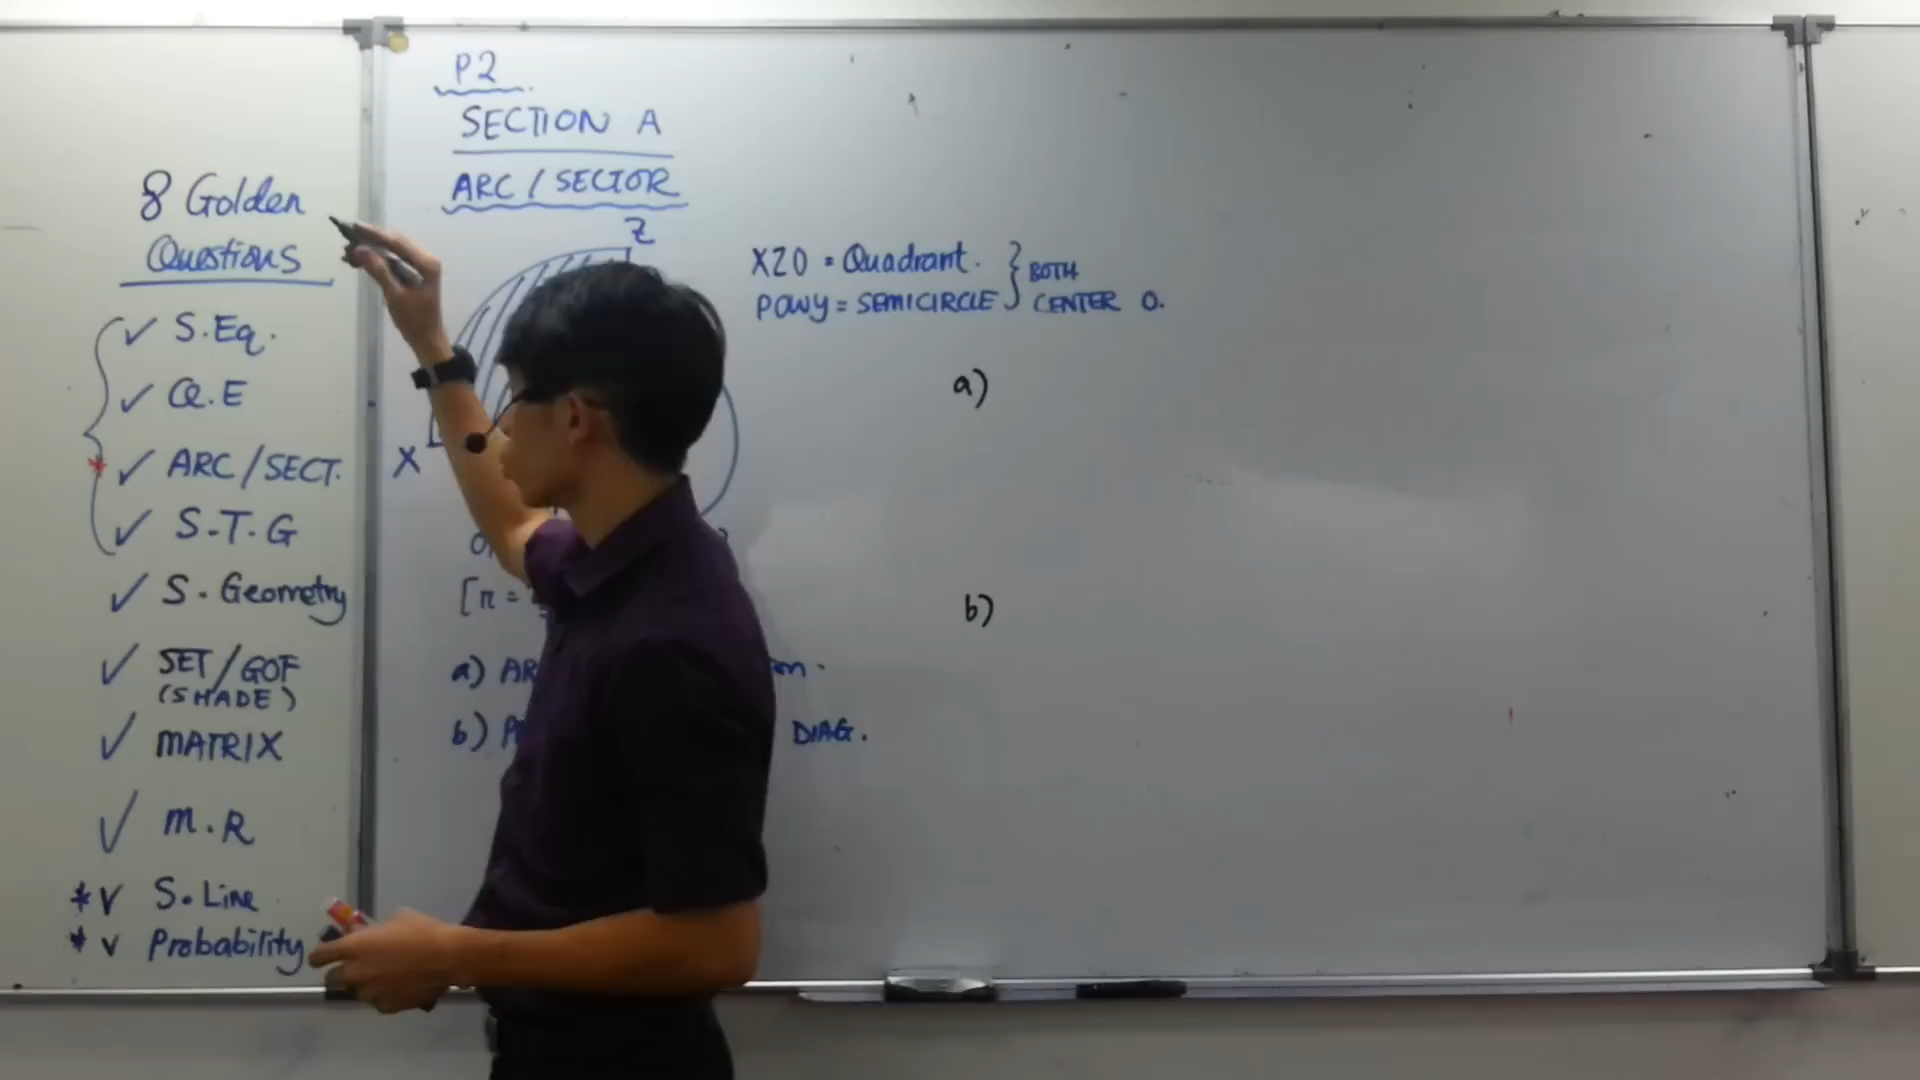 8 Golden
Questions
✓ S.Eq.
✓ Q.E
* ✓ ARC/SECT.
✓ S.T.G
✓ S. Geometry
✓ SET/GOF
(SHADE)
✓ MATRIX
✓ M.R
* ✓ S. Line
* ✓ Probability
P2
SECTION A
ARC / SECTOR
Z
X
XZO = Quadrant.
POWY = SEMICIRCLE
} BOTH
CENTER O.
[π =
a)
b) DIAG.
a)
b)